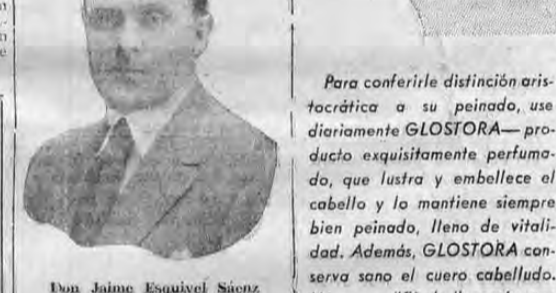 Don Jaime Esquivel Sáenz
Para conferirle distinción aris-
tocrática a su peinado, use
diariamente GLOSTORA— pro-
ducto exquisitamente perfuma-
do, que lustra y embellece el
cabello y lo mantiene siempre
bien peinado, lleno de vitali-
dad. Además, GLOSTORA con-
serva sano el cuero cabelludo.